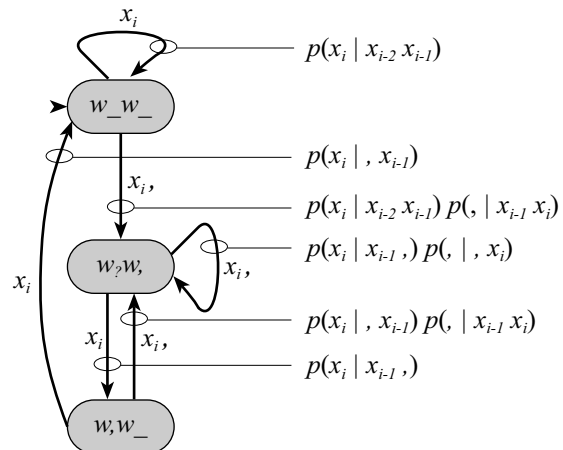 x_i
p(x_i | x_{i-2} x_{i-1})
w_w_
p(x_i | , x_{i-1})
x_i ,
p(x_i | x_{i-2} x_{i-1}) p(, | x_{i-1} x_i)
w_?w,
x_i ,
p(x_i | x_{i-1} ,) p(, | , x_i)
x_i
p(x_i | , x_{i-1}) p(, | x_{i-1} x_i)
x_i
x_i ,
p(x_i | x_{i-1} ,)
w,w_